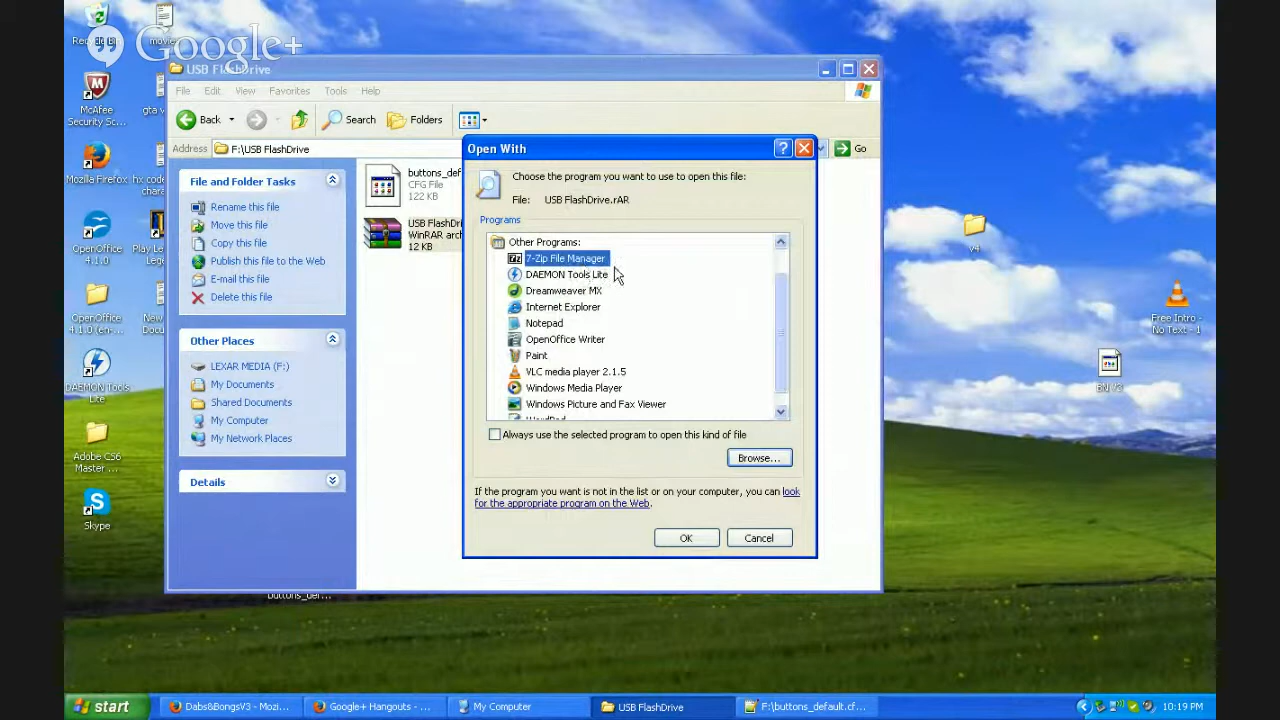 Google+
Recycle Bin
movie
McAfee
Security Sc...
gta v
Mozilla Firefox
hx code
chara
OpenOffice
4.1.0
Play
Lege
OpenOffice
4.1.0 (en-...
New
Docu
DAEMON Tools
Lite
Adobe CS6
Master ...
Skype
USB FlashDrive
File Edit View Favorites Tools Help
Back Search Folders
Address F:\USB FlashDrive Go
File and Folder Tasks
Rename this file
Move this file
Copy this file
Publish this file to the Web
E-mail this file
Delete this file
Other Places
LEXAR MEDIA (F:)
My Documents
Shared Documents
My Computer
My Network Places
Details
buttons_def
CFG File
122 KB
USB FlashDri
WinRAR arch
12 KB
Open With
Choose the program you want to use to open this file:
File: USB FlashDrive.rAR
Programs
Other Programs:
7-Zip File Manager
DAEMON Tools Lite
Dreamweaver MX
Internet Explorer
Notepad
OpenOffice Writer
Paint
VLC media player 2.1.5
Windows Media Player
Windows Picture and Fax Viewer
WordPad
Always use the selected program to open this kind of file
Browse...
If the program you want is not in the list or on your computer, you can look
for the appropriate program on the Web.
OK Cancel
v4
Free Intro -
No Text - 1
BN V3
buttons_def...
start
Dabs&BongsV3 - Mozi...
Google+ Hangouts - ...
My Computer
USB FlashDrive
F:\buttons_default.cf...
10:19 PM